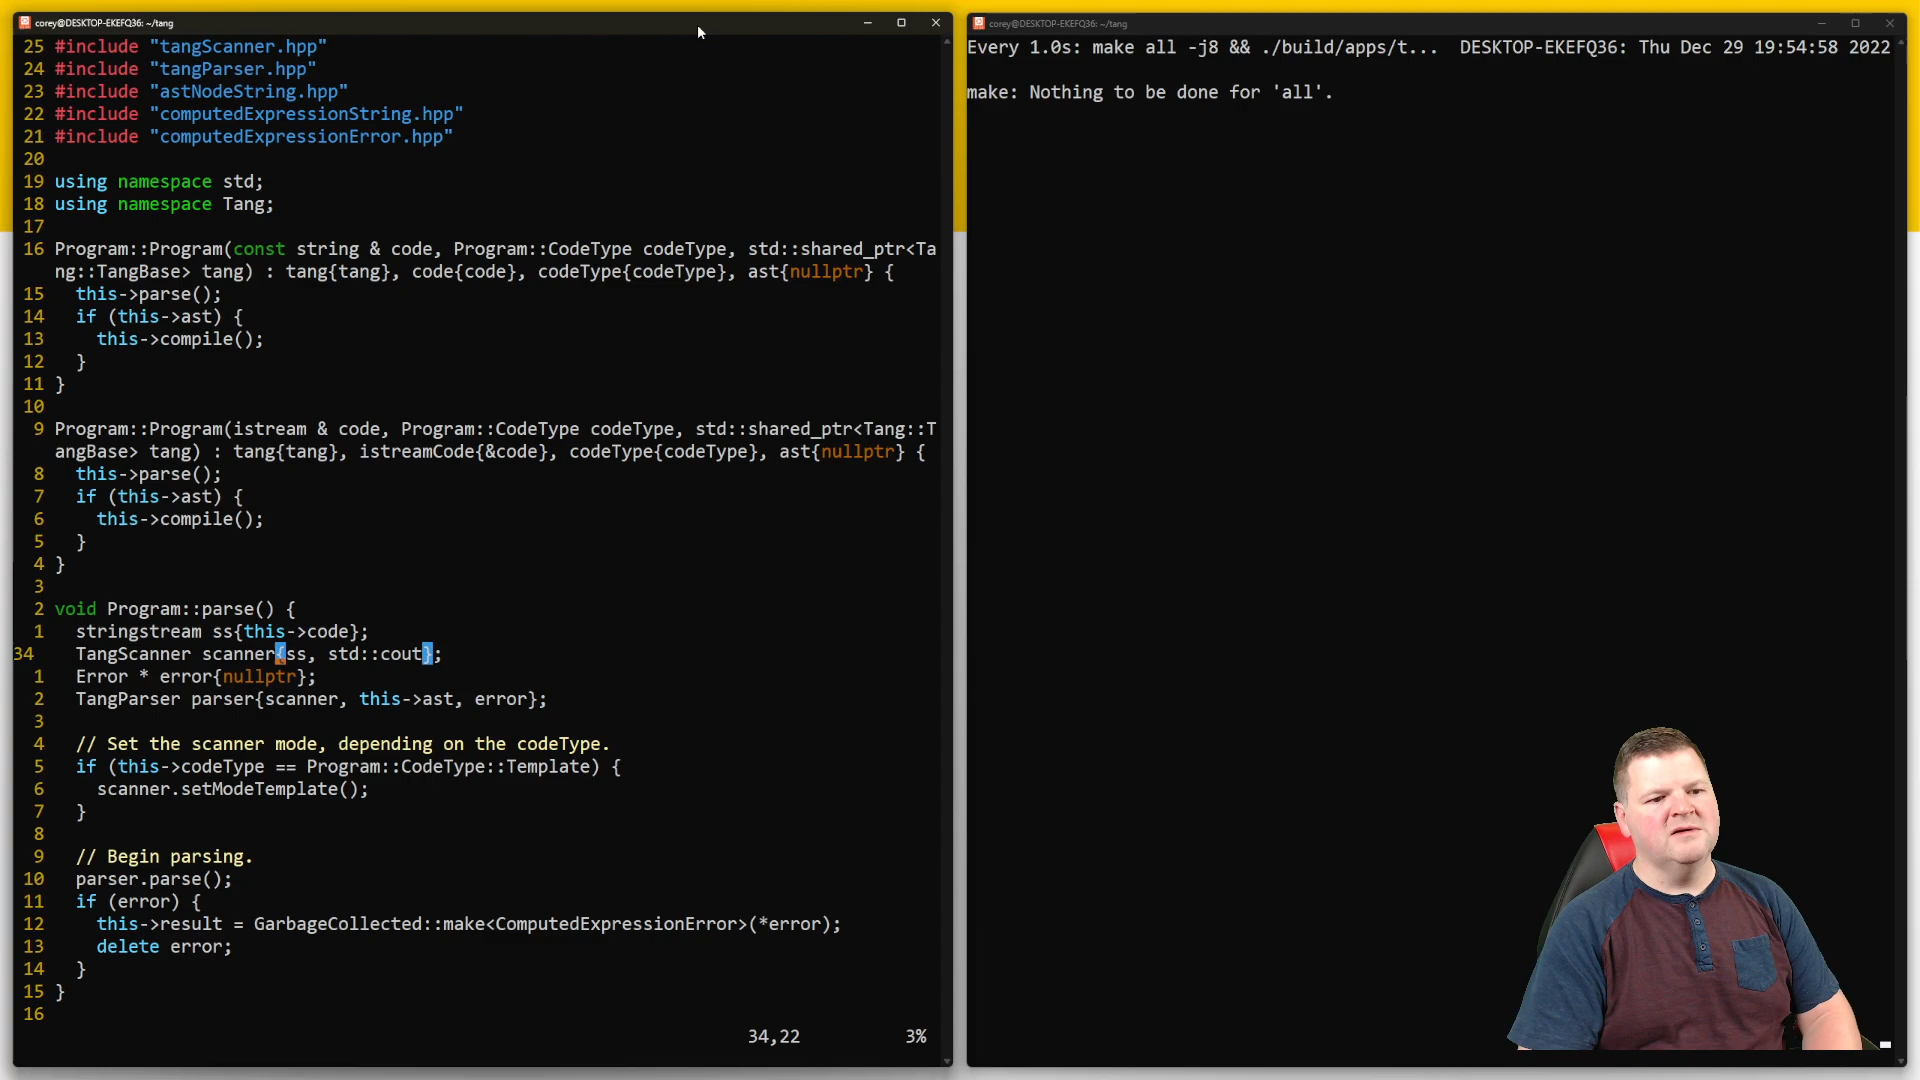 corey@DESKTOP-EKEFQ36: ~/tang
25 #include "tangScanner.hpp"
24 #include "tangParser.hpp"
23 #include "astNodeString.hpp"
22 #include "computedExpressionString.hpp"
21 #include "computedExpressionError.hpp"
20
19 using namespace std;
18 using namespace Tang;
17
16 Program::Program(const string & code, Program::CodeType codeType, std::shared_ptr<Ta
ng::TangBase> tang) : tang{tang}, code{code}, codeType{codeType}, ast{nullptr} {
15   this->parse();
14   if (this->ast) {
13     this->compile();
12   }
11 }
10
9 Program::Program(istream & code, Program::CodeType codeType, std::shared_ptr<Tang::T
angBase> tang) : tang{tang}, istreamCode{&code}, codeType{codeType}, ast{nullptr} {
8   this->parse();
7   if (this->ast) {
6     this->compile();
5   }
4 }
3
2 void Program::parse() {
1   stringstream ss{this->code};
34   TangScanner scanner{ss, std::cout};
1   Error * error{nullptr};
2   TangParser parser{scanner, this->ast, error};
3
4   // Set the scanner mode, depending on the codeType.
5   if (this->codeType == Program::CodeType::Template) {
6     scanner.setModeTemplate();
7   }
8
9   // Begin parsing.
10   parser.parse();
11   if (error) {
12     this->result = GarbageCollected::make<ComputedExpressionError>(*error);
13     delete error;
14   }
15 }
16
34,22 3%
corey@DESKTOP-EKEFQ36: ~/tang
Every 1.0s: make all -j8 && ./build/apps/t... DESKTOP-EKEFQ36: Thu Dec 29 19:54:58 2022
make: Nothing to be done for 'all'.